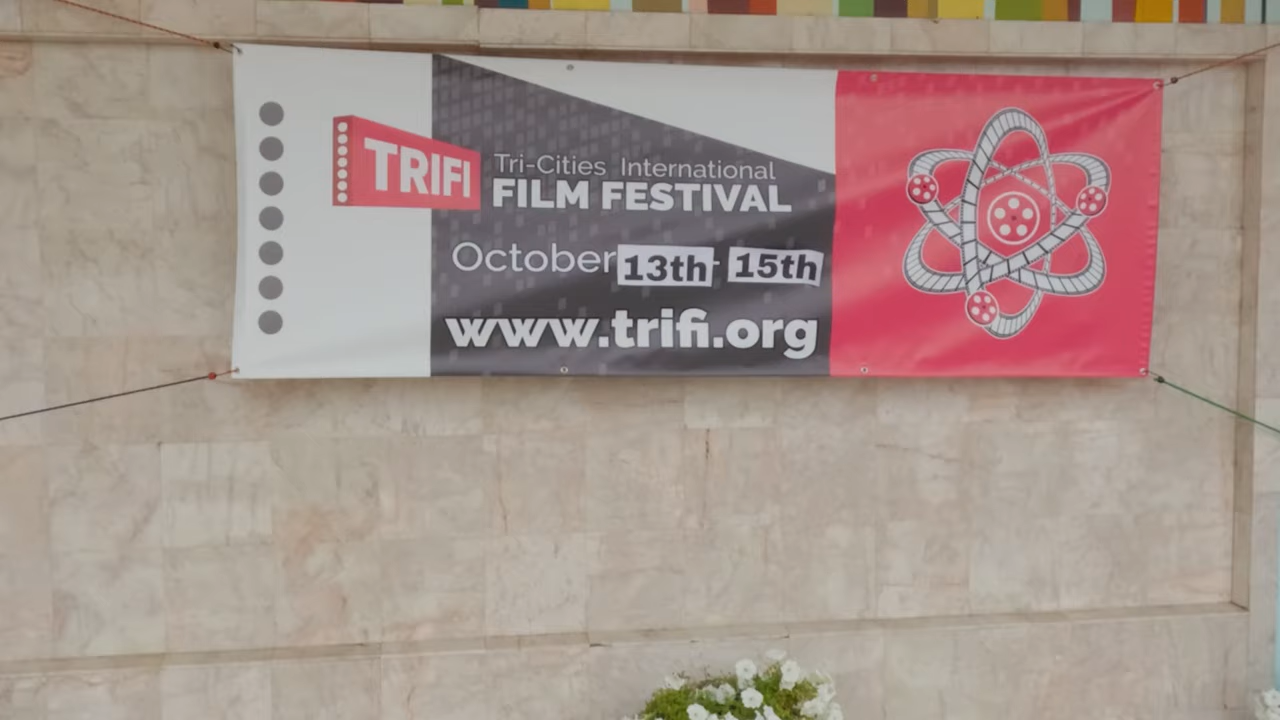 TRIFI
Tri-Cities International
FILM FESTIVAL
October 13th - 15th
www.trifi.org